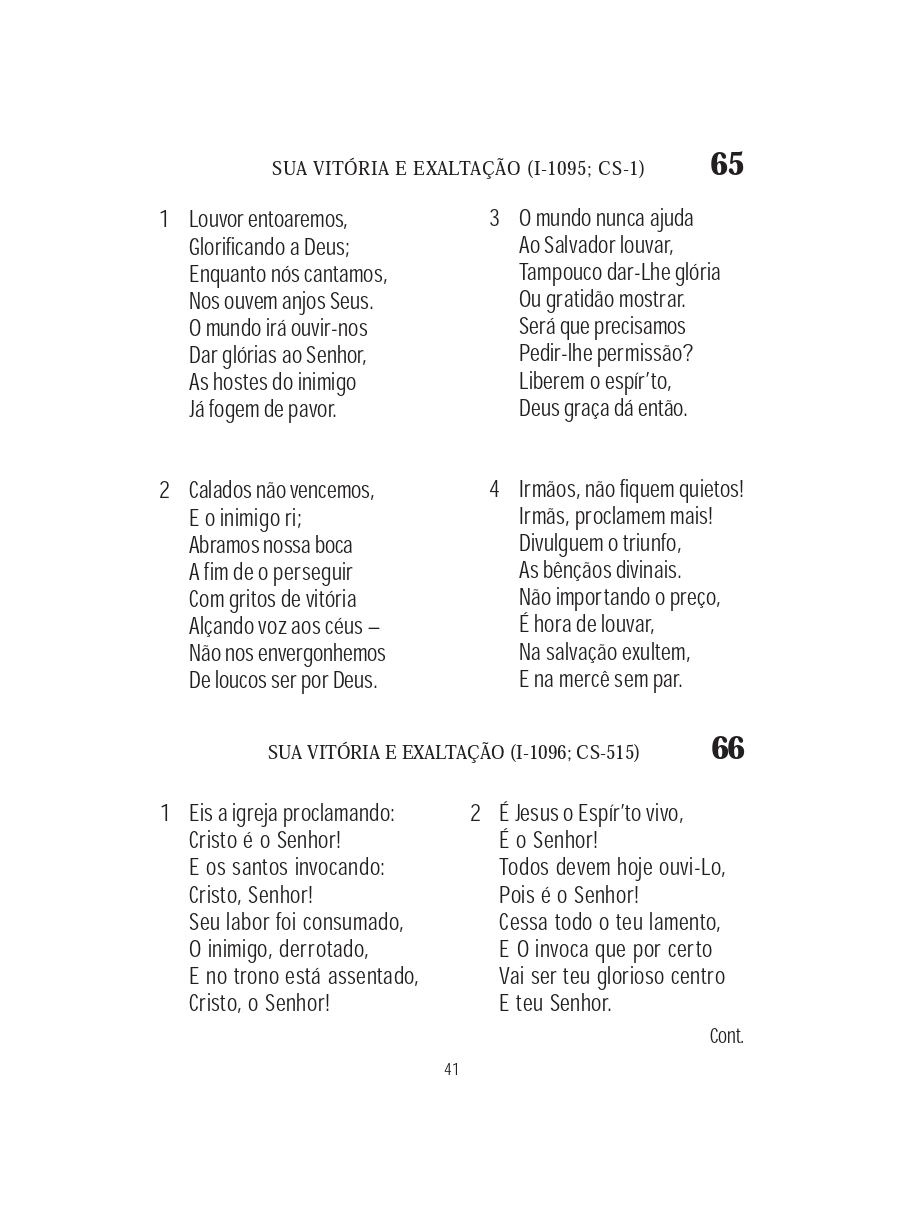 SUA VITÓRIA E EXALTAÇÃO (I-1095; CS-1) 65
1 Louvor entoaremos,
Glorificando a Deus;
Enquanto nós cantamos,
Nos ouvem anjos Seus.
O mundo irá ouvir-nos
Dar glórias ao Senhor,
As hostes do inimigo
Já fogem de pavor.
2 Calados não vencemos,
E o inimigo ri;
Abramos nossa boca
A fim de o perseguir
Com gritos de vitória
Alçando voz aos céus –
Não nos envergonhemos
De loucos ser por Deus.
3 O mundo nunca ajuda
Ao Salvador louvar,
Tampouco dar-Lhe glória
Ou gratidão mostrar.
Será que precisamos
Pedir-lhe permissão?
Liberem o espír’to,
Deus graça dá então.
4 Irmãos, não fiquem quietos!
Irmãs, proclamem mais!
Divulguem o triunfo,
As bênçãos divinais.
Não importando o preço,
É hora de louvar,
Na salvação exultem,
E na mercê sem par.
SUA VITÓRIA E EXALTAÇÃO (I-1096; CS-515) 66
1 Eis a igreja proclamando:
Cristo é o Senhor!
E os santos invocando:
Cristo, Senhor!
Seu labor foi consumado,
O inimigo, derrotado,
E no trono está assentado,
Cristo, o Senhor!
2 É Jesus o Espír’to vivo,
É o Senhor!
Todos devem hoje ouvi-Lo,
Pois é o Senhor!
Cessa todo o teu lamento,
E O invoca que por certo
Vai ser teu glorioso centro
E teu Senhor.
Cont.
41